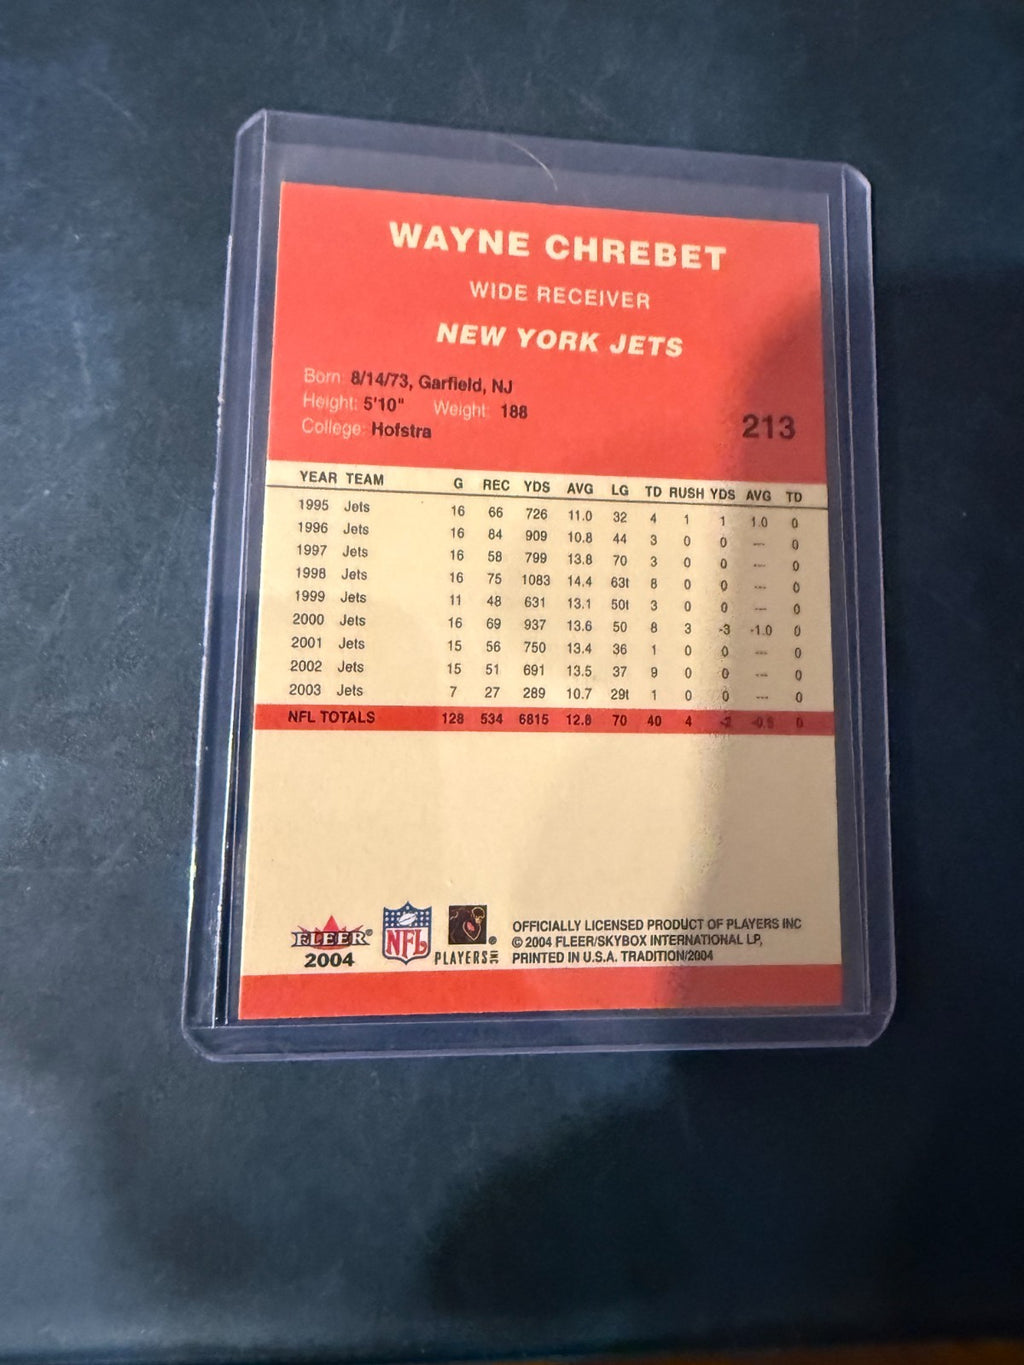 WAYNE CHREBET
WIDE RECEIVER
NEW YORK JETS
Born: 8/14/73, Garfield, NJ
Height: 5'10" Weight: 188
College: Hofstra
213
YEAR TEAM G REC YDS AVG LG TD RUSH YDS AVG TD
1995 Jets 16 66 726 11.0 32 4 1 1 1.0 0
1996 Jets 16 84 909 10.8 44 3 0 0 --- 0
1997 Jets 16 58 799 13.8 70 3 0 0 --- 0
1998 Jets 16 75 1083 14.4 63t 8 0 0 --- 0
1999 Jets 11 48 631 13.1 50t 3 0 0 --- 0
2000 Jets 16 69 937 13.6 50 8 3 -3 -1.0 0
2001 Jets 15 56 750 13.4 36 1 0 0 --- 0
2002 Jets 15 51 691 13.5 37 9 0 0 --- 0
2003 Jets 7 27 289 10.7 29t 1 0 0 --- 0
NFL TOTALS 128 534 6815 12.8 70 40 4 -2 -0.5 0
FLEER®
2004
NFL
PLAYERS INC ®
OFFICIALLY LICENSED PRODUCT OF PLAYERS INC
© 2004 FLEER/SKYBOX INTERNATIONAL LP,
PRINTED IN U.S.A. TRADITION/2004